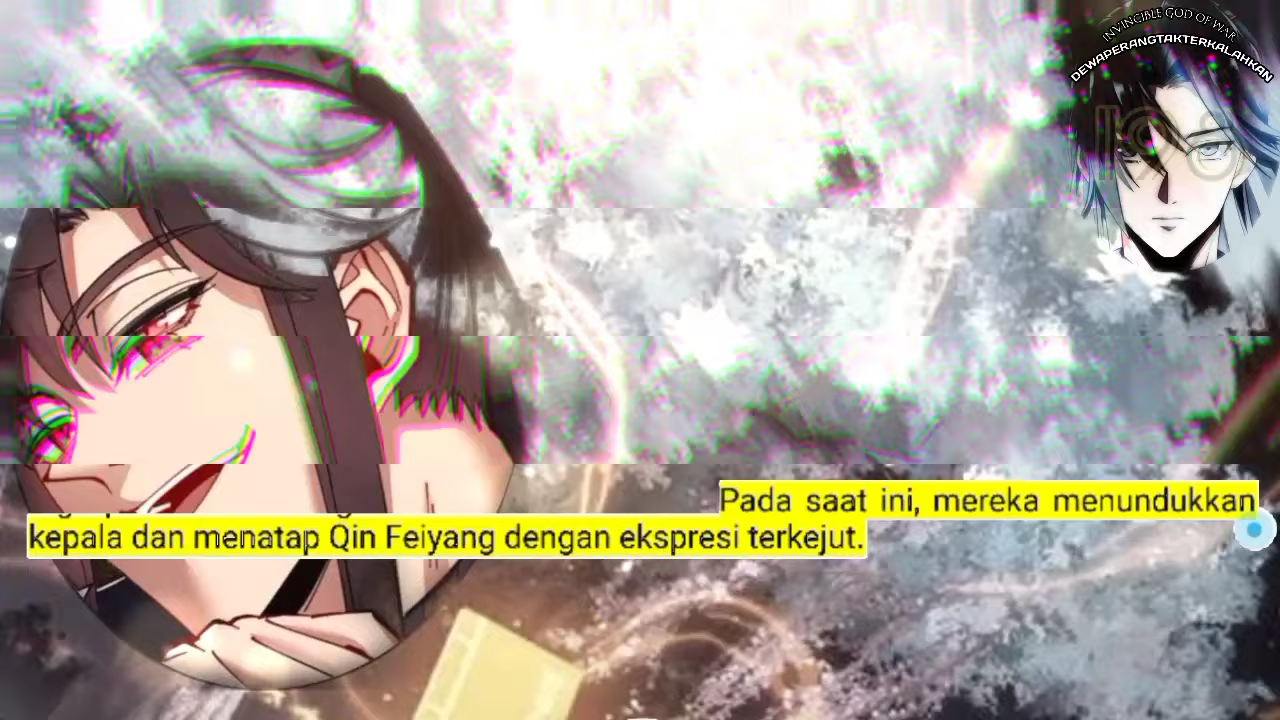 INVINCIBLE GOD OF WAR
DEWAPERANGTAKTERKALAHKAN
Pada saat ini, mereka menundukkan
kepala dan menatap Qin Feiyang dengan ekspresi terkejut.